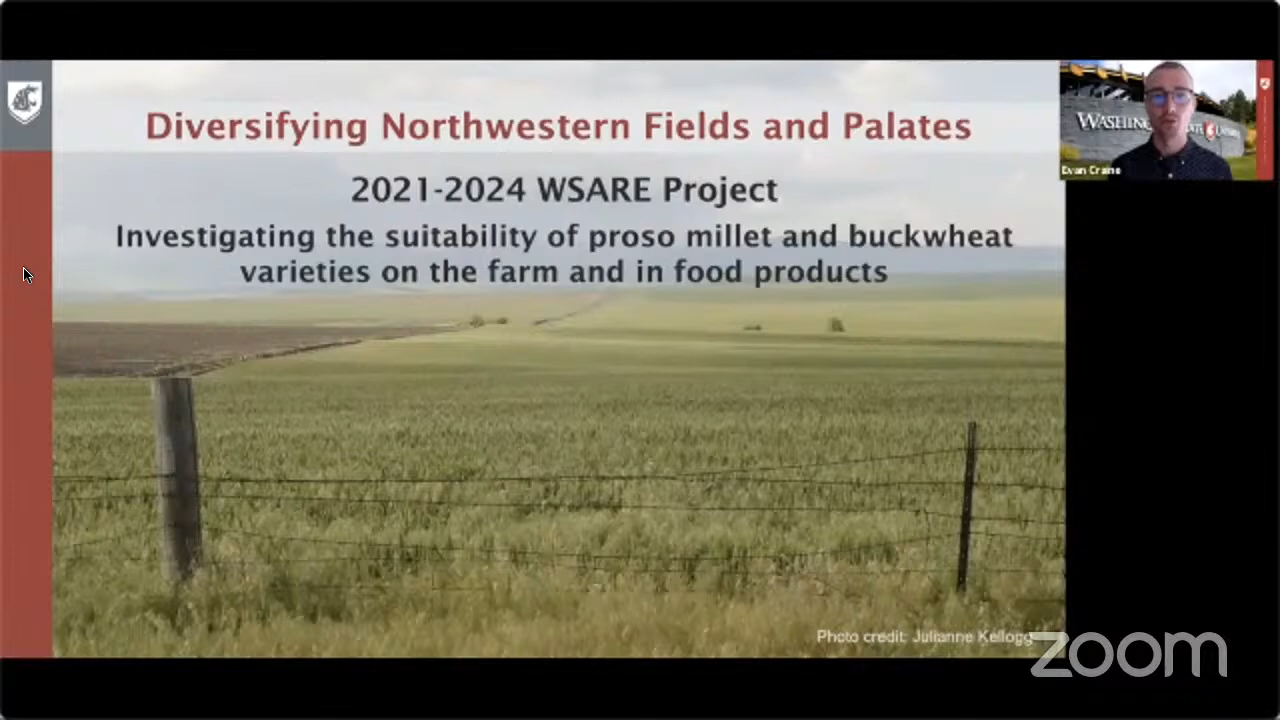 Diversifying Northwestern Fields and Palates
2021-2024 WSARE Project
Investigating the suitability of proso millet and buckwheat
varieties on the farm and in food products
Evan Craine
Photo credit: Julianne Kellogg
zoom